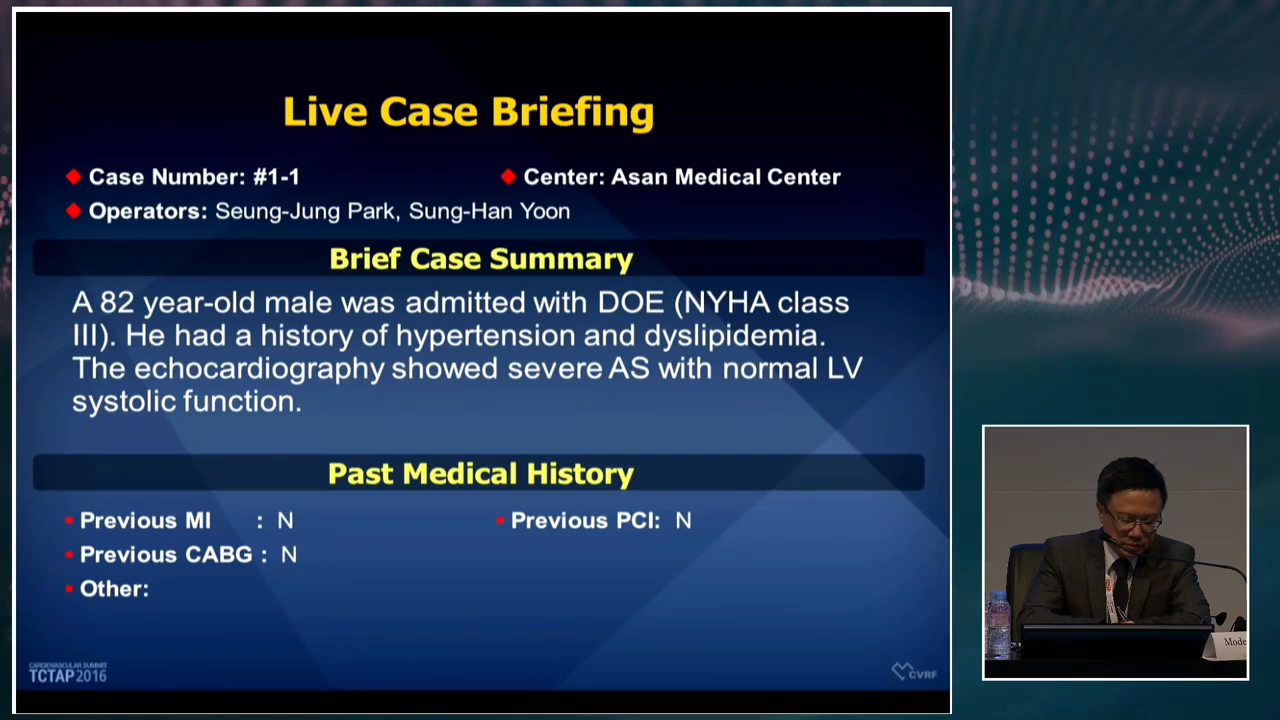 Live Case Briefing
Case Number: #1-1
Center: Asan Medical Center
Operators: Seung-Jung Park, Sung-Han Yoon
Brief Case Summary
A 82 year-old male was admitted with DOE (NYHA class
III). He had a history of hypertension and dyslipidemia.
The echocardiography showed severe AS with normal LV
systolic function.
Past Medical History
Previous MI : N
Previous PCI: N
Previous CABG : N
Other:
CARDIOVASCULAR SUMMIT
TCTAP2016
CVRF
Mode